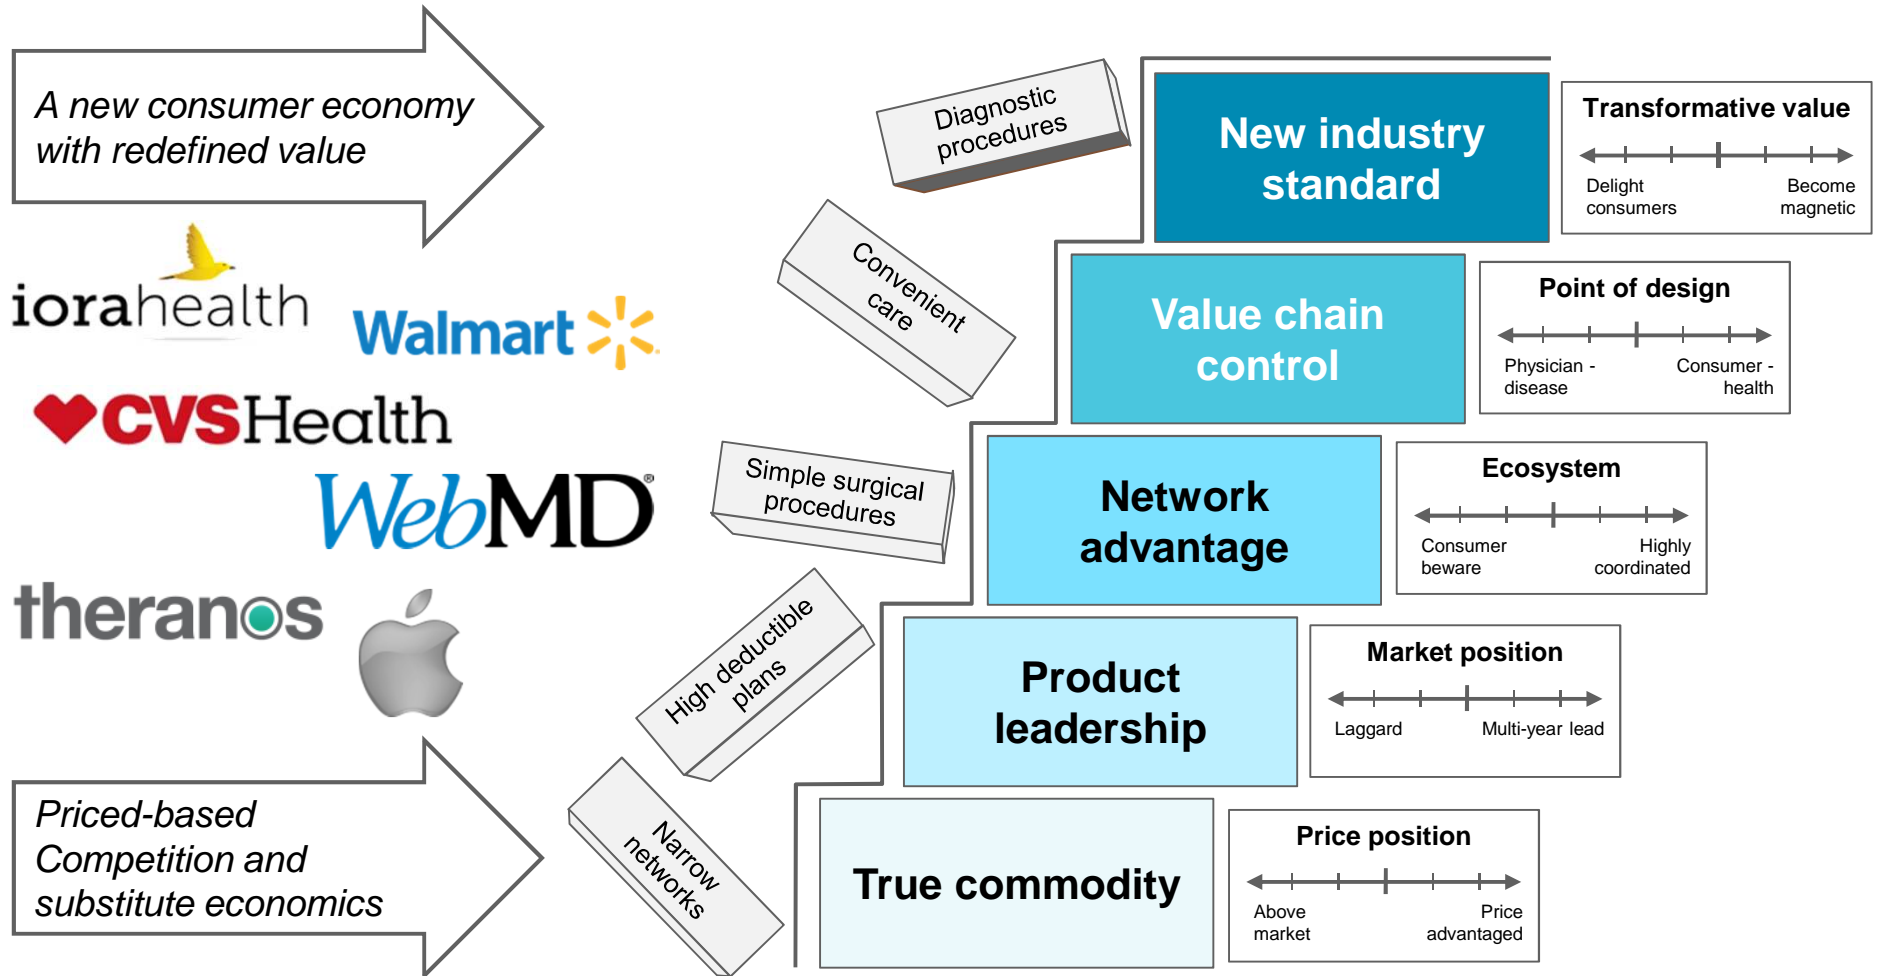 A new consumer economy
with redefined value
iorahealth
Walmart
CVSHealth
WebMD®
theranos
Priced-based
Competition and
substitute economics
Diagnostic
procedures
Convenient
care
Simple surgical
procedures
High deductible
plans
Narrow
networks
New industry
standard
Transformative value
Delight
consumers
Become
magnetic
Value chain
control
Point of design
Physician -
disease
Consumer -
health
Network
advantage
Ecosystem
Consumer
beware
Highly
coordinated
Product
leadership
Market position
Laggard
Multi-year lead
True commodity
Price position
Above
market
Price
advantaged